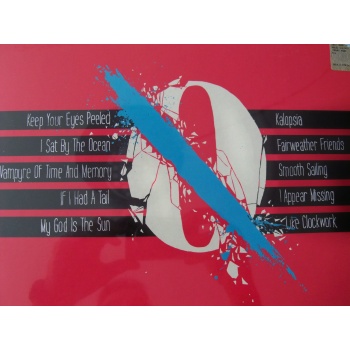 Keep Your Eyes Peeled
I Sat By The Ocean
Vampyre Of Time And Memory
If I Had A Tail
My God Is The Sun
Kalopsia
Fairweather Friends
Smooth Sailing
I Appear Missing
Like Clockwork